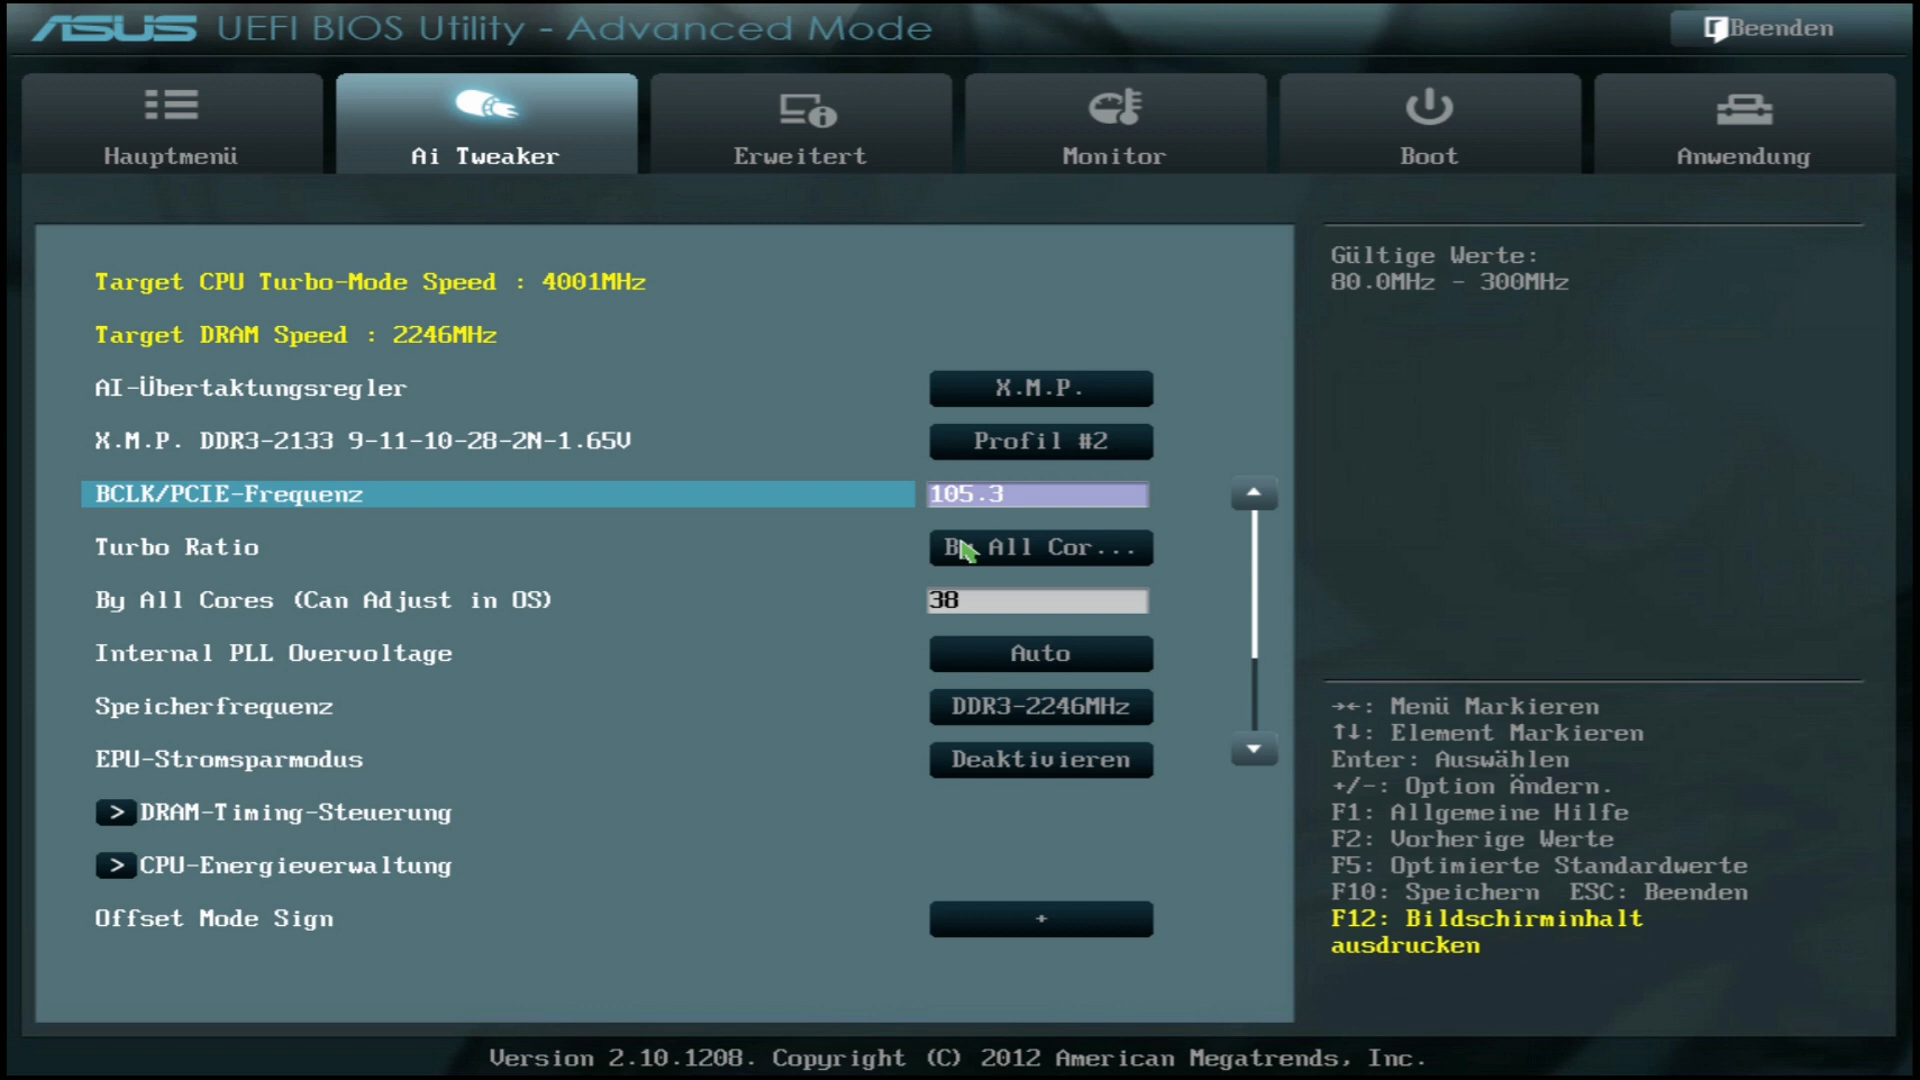 ASUS UEFI BIOS Utility - Advanced Mode
Beenden
Hauptmenü
Ai Tweaker
Erweitert
Monitor
Boot
Anwendung
Target CPU Turbo-Mode Speed : 4001MHz
Target DRAM Speed : 2246MHz
AI-Übertaktungsregler
X.M.P.
X.M.P. DDR3-2133 9-11-10-28-2N-1.65V
Profil #2
BCLK/PCIE-Frequenz
105.3
Turbo Ratio
By All Cor...
By All Cores (Can Adjust in OS)
38
Internal PLL Overvoltage
Auto
Speicherfrequenz
DDR3-2246MHz
EPU-Stromsparmodus
Deaktivieren
> DRAM-Timing-Steuerung
> CPU-Energieverwaltung
Offset Mode Sign
+
Gültige Werte:
80.0MHz - 300MHz
→←: Menü Markieren
↑↓: Element Markieren
Enter: Auswählen
+/-: Option Ändern.
F1: Allgemeine Hilfe
F2: Vorherige Werte
F5: Optimierte Standardwerte
F10: Speichern ESC: Beenden
F12: Bildschirminhalt
ausdrucken
Version 2.10.1208. Copyright (C) 2012 American Megatrends, Inc.